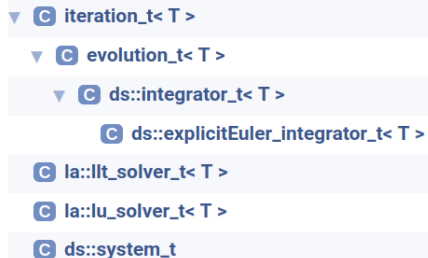 C iteration_t< T >
C evolution_t< T >
C ds::integrator_t< T >
C ds::explicitEuler_integrator_t< T >
C la::llt_solver_t< T >
C la::lu_solver_t< T >
C ds::system_t